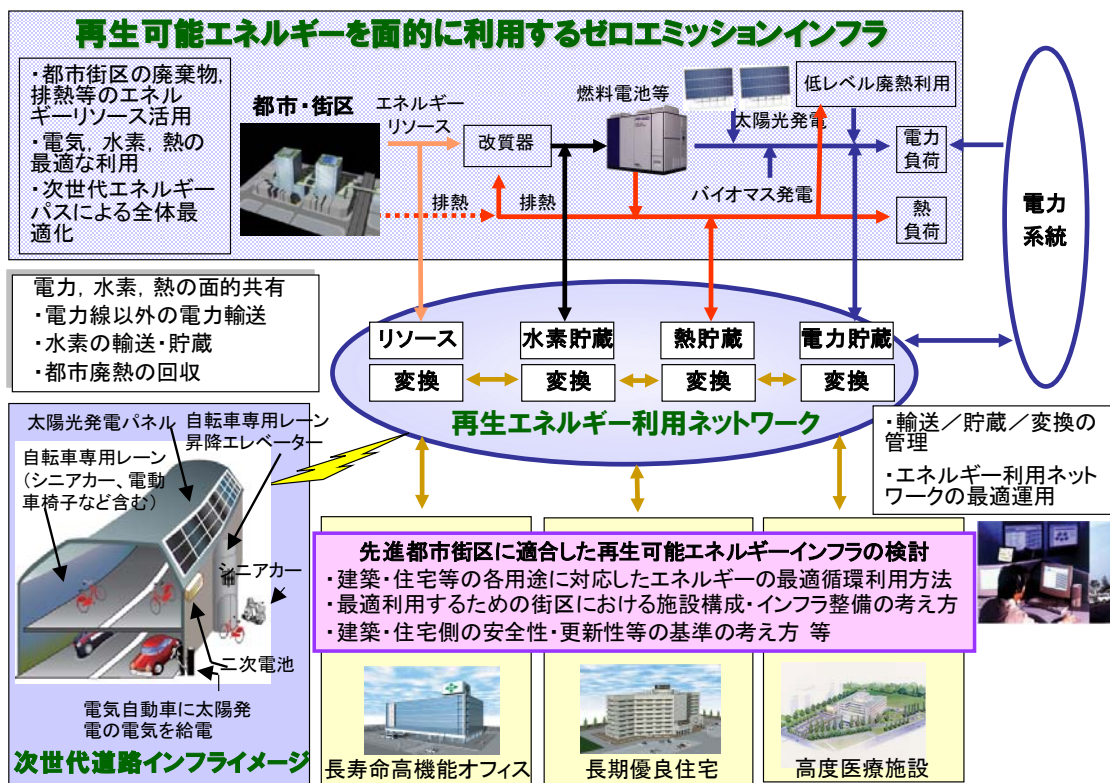 再生可能エネルギーを面的に利用するゼロエミッションインフラ
・都市街区の廃棄物,
排熱等のエネル
ギーリソース活用
・電気, 水素, 熱の
最適な利用
・次世代エネルギー
パスによる全体最
適化
都市・街区
エネルギー
リソース
改質器
燃料電池等
太陽光発電
低レベル廃熱利用
電力
負荷
バイオマス発電
排熱
排熱
熱
負荷
電力
系統
電力, 水素, 熱の面的共有
・電力線以外の電力輸送
・水素の輸送・貯蔵
・都市廃熱の回収
リソース
水素貯蔵
熱貯蔵
電力貯蔵
変換
変換
変換
変換
再生エネルギー利用ネットワーク
・輸送／貯蔵／変換の
管理
・エネルギー利用ネット
ワークの最適運用
太陽光発電パネル
自転車専用レーン
昇降エレベーター
自転車専用レーン
(シニアカー、電動
車椅子など含む)
シニアカー
二次電池
電気自動車に太陽発
電の電気を給電
次世代道路インフライメージ
先進都市街区に適合した再生可能エネルギーインフラの検討
・建築・住宅等の各用途に対応したエネルギーの最適循環利用方法
・最適利用するための街区における施設構成・インフラ整備の考え方
・建築・住宅側の安全性・更新性等の基準の考え方 等
長寿命高機能オフィス
長期優良住宅
高度医療施設